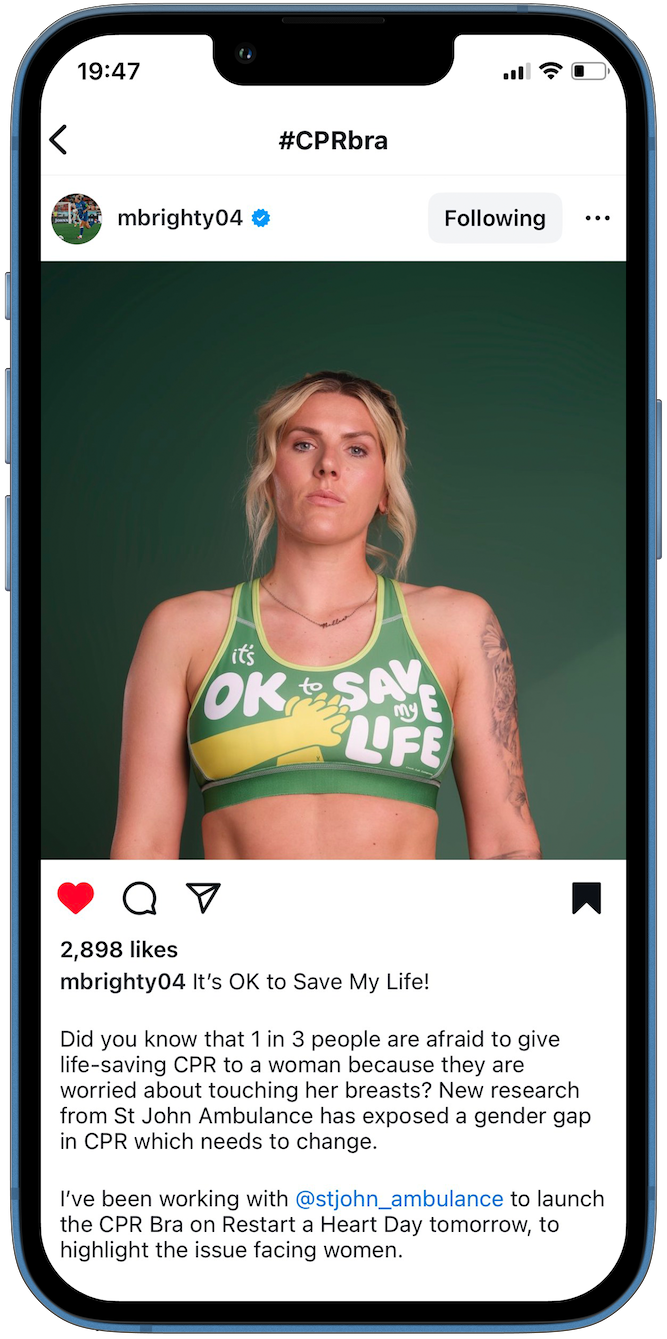 19:47
#CPRbra
mbrighty04
Following
it's
OK to SAVE
my
LIFE
2,898 likes
mbrighty04 It’s OK to Save My Life!
Did you know that 1 in 3 people are afraid to give
life-saving CPR to a woman because they are
worried about touching her breasts? New research
from St John Ambulance has exposed a gender gap
in CPR which needs to change.
I’ve been working with @stjohn_ambulance to launch
the CPR Bra on Restart a Heart Day tomorrow, to
highlight the issue facing women.